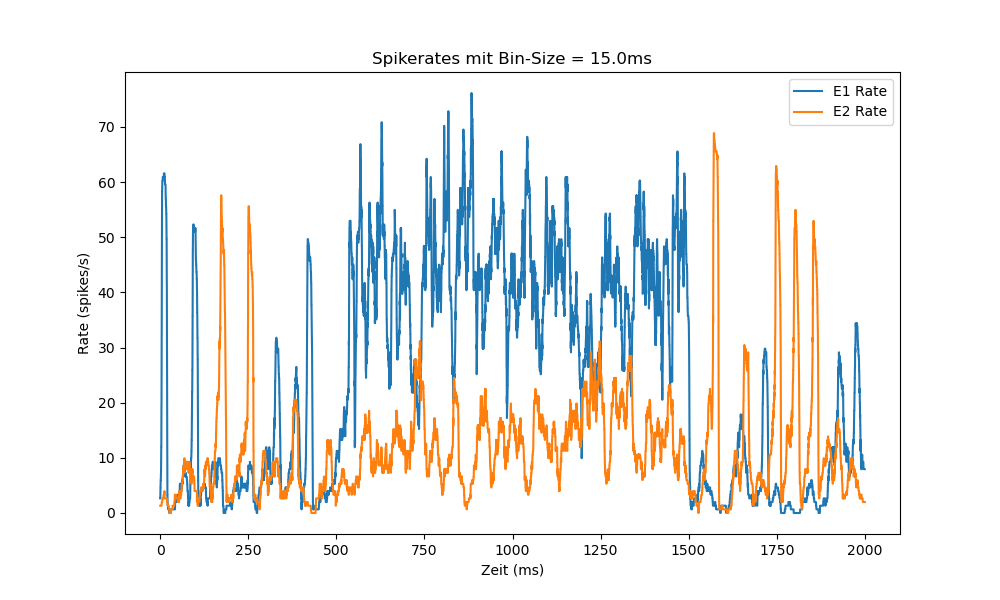 Spikerates mit Bin-Size = 15.0ms
E1 Rate
E2 Rate
70
60
50
40
30
20
10
0
Rate (spikes/s)
0 250 500 750 1000 1250 1500 1750 2000
Zeit (ms)